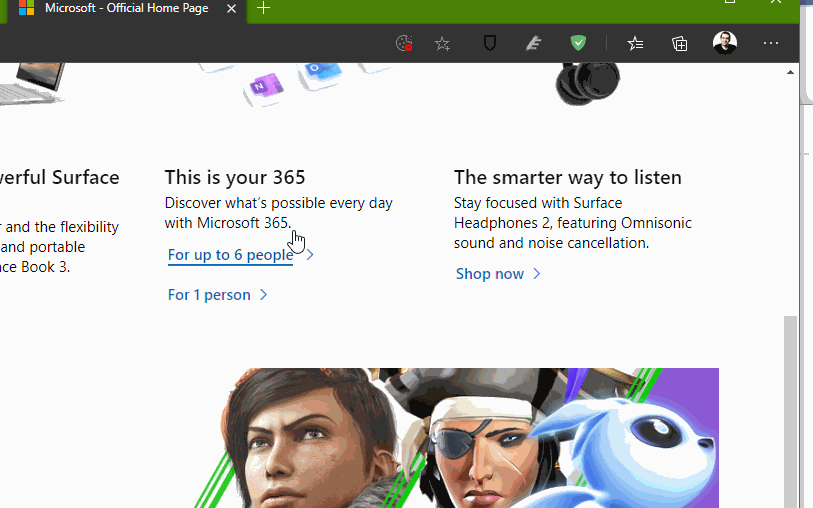 Microsoft - Official Home Page
Surface
r and the flexibility
and portable
Book 3.
This is your 365
Discover what's possible every day
with Microsoft 365.
For up to 6 people
For 1 person
The smarter way to listen
Stay focused with Surface
Headphones 2, featuring Omnisonic
sound and noise cancellation.
Shop now